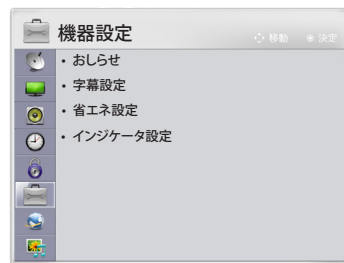 機器設定
移動 決定
・おしらせ
・字幕設定
・省エネ設定
・インジケータ設定